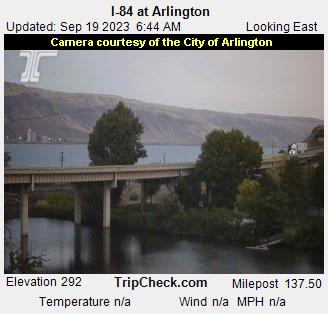 I-84 at Arlington
Updated: Sep 19 2023 6:44 AM Looking East
Camera courtesy of the City of Arlington
Elevation 292 TripCheck.com Milepost 137.50
Temperature n/a Wind n/a MPH n/a